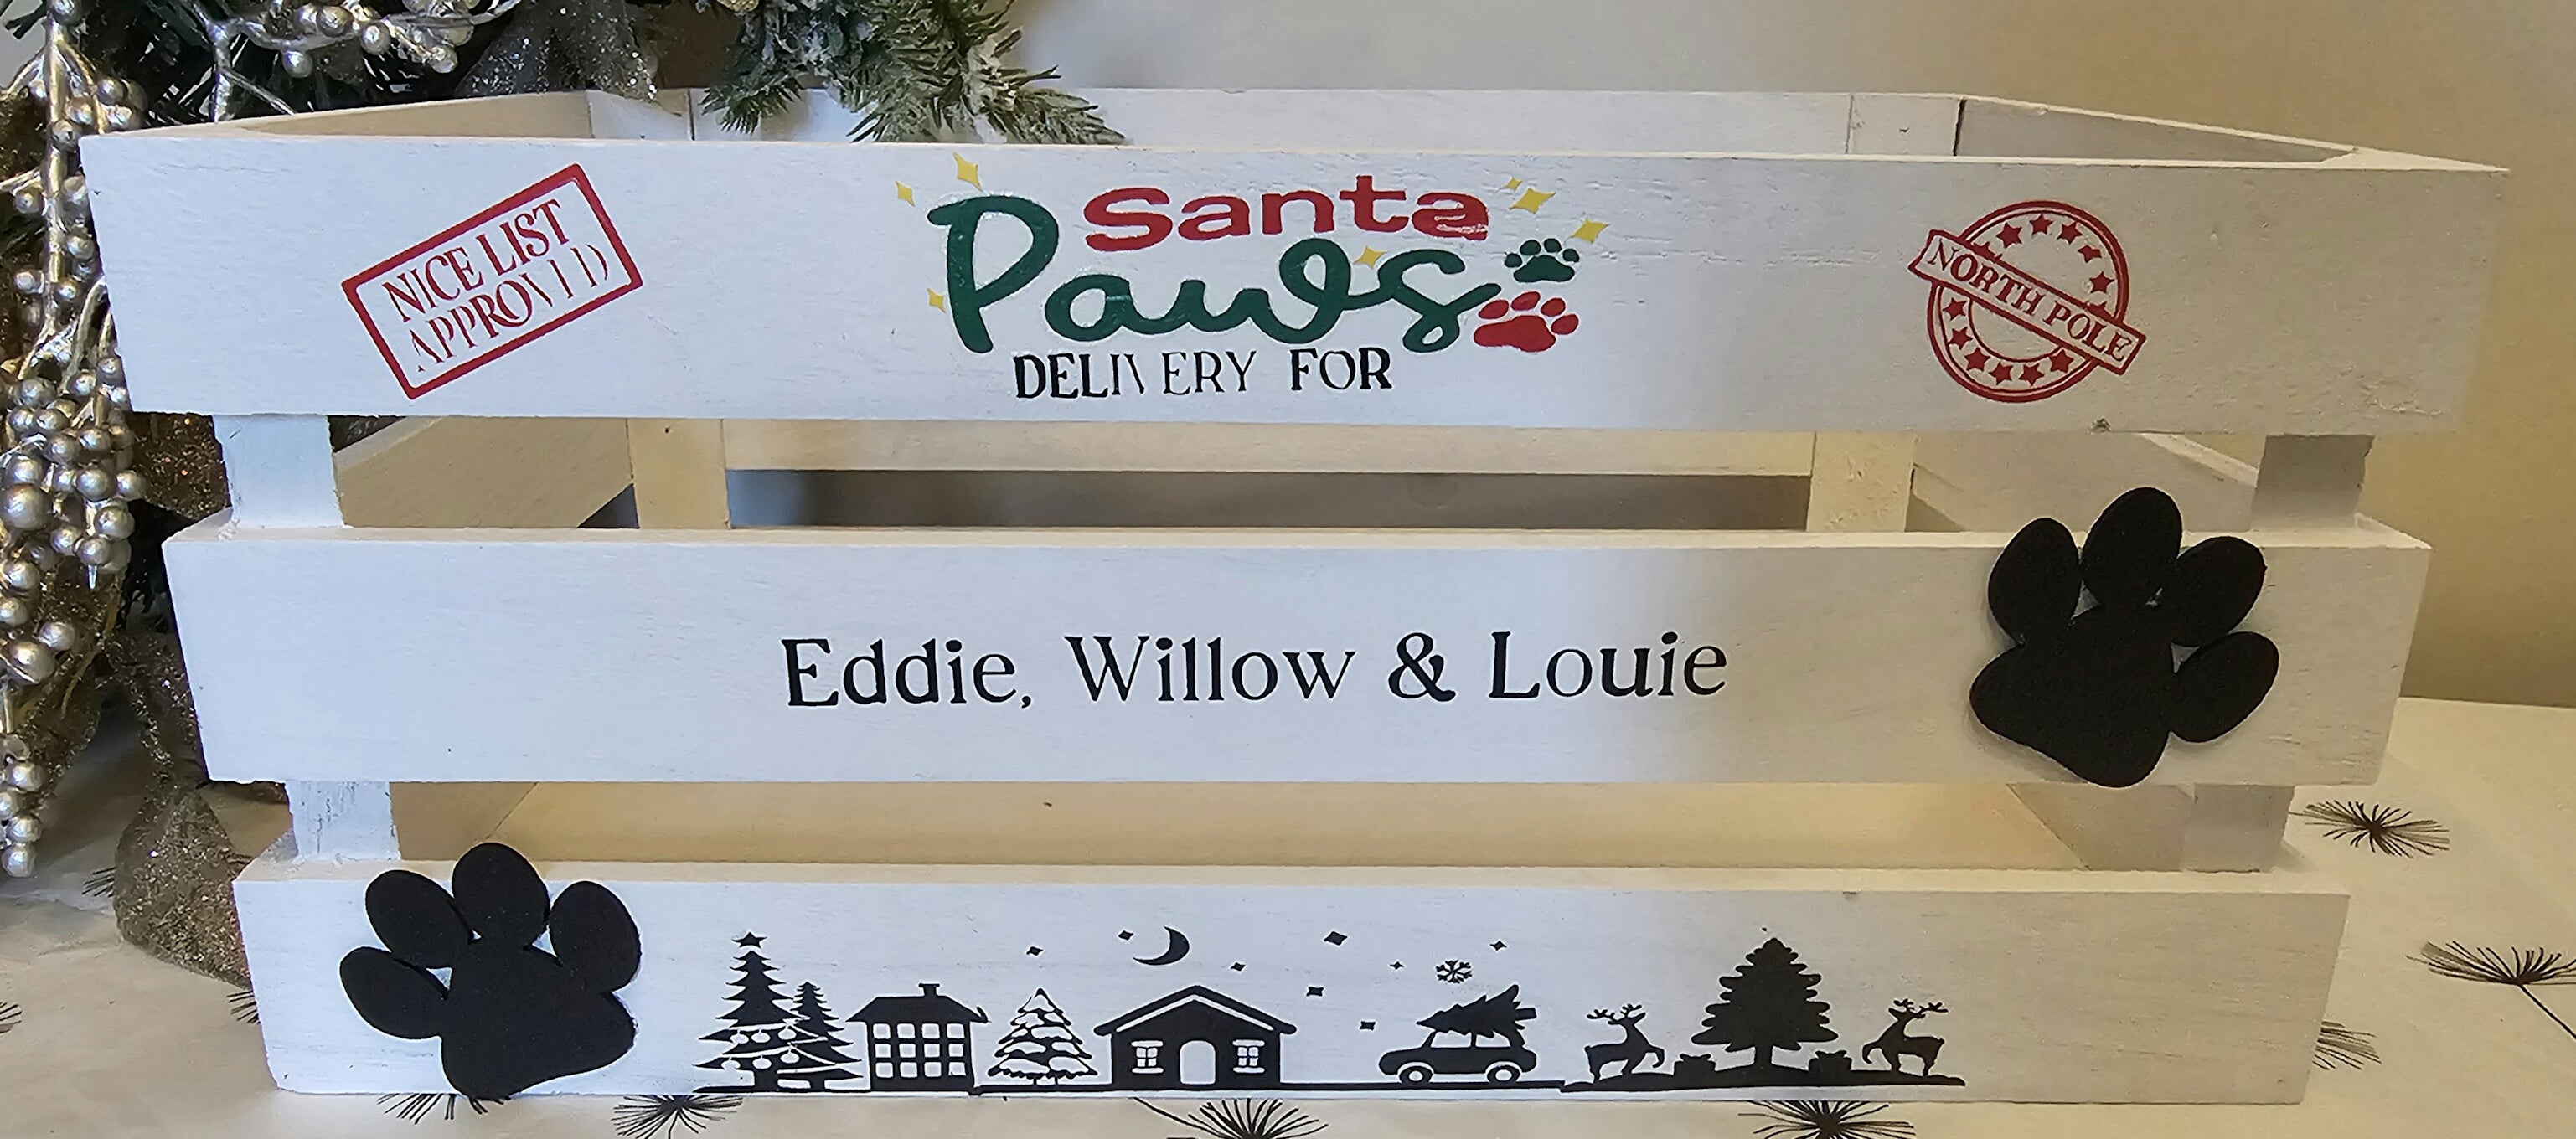 NICE LIST
APPROVED
Santa
Paws
DELIVERY FOR
NORTH POLE
Eddie, Willow & Louie